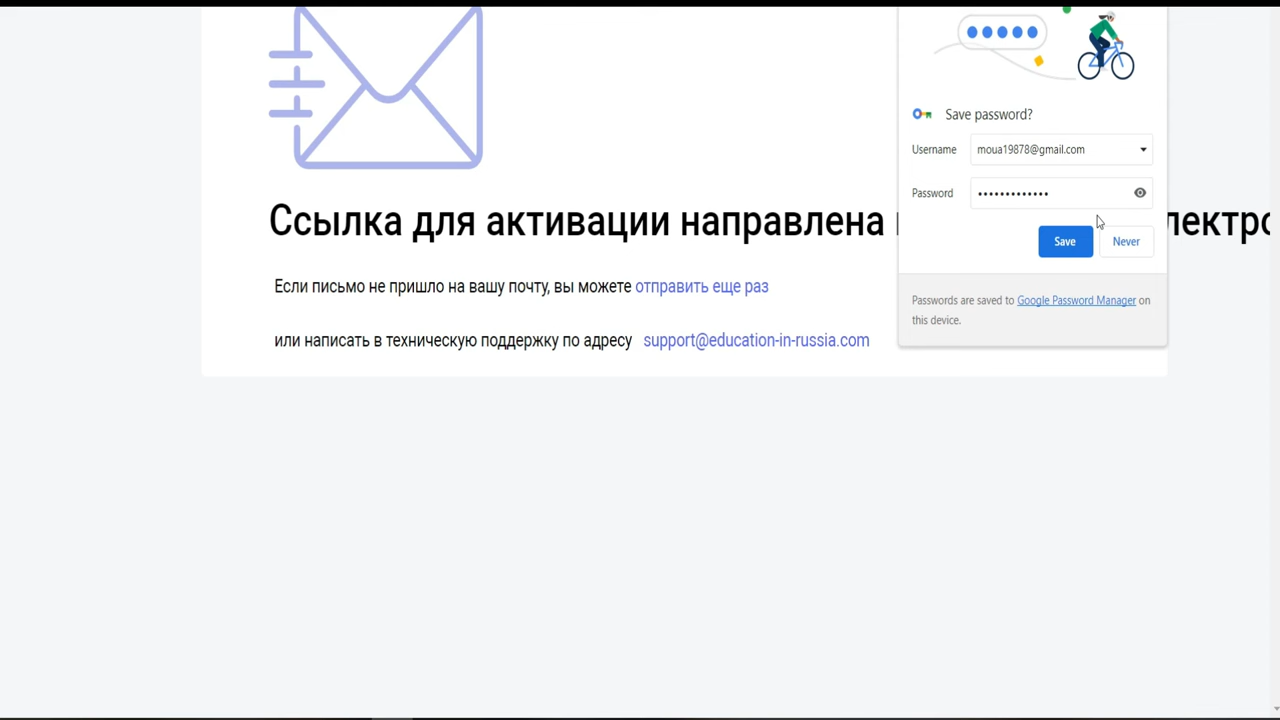 Save password?
Username moua19878@gmail.com
Password •••••••••••••
Save Never
Passwords are saved to Google Password Manager on
this device.
Ссылка для активации направлена
Если письмо не пришло на вашу почту, вы можете отправить еще раз
или написать в техническую поддержку по адресу support@education-in-russia.com